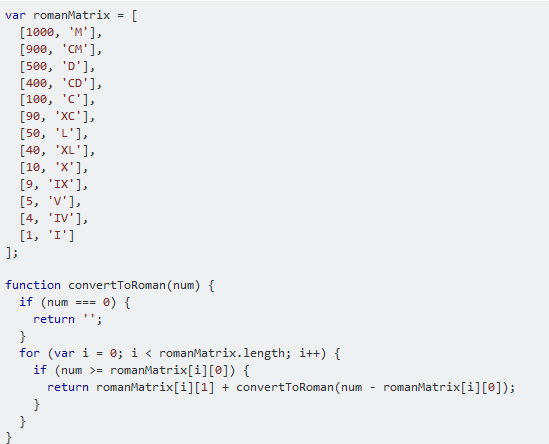 var romanMatrix = [
  [1000, 'M'],
  [900, 'CM'],
  [500, 'D'],
  [400, 'CD'],
  [100, 'C'],
  [90, 'XC'],
  [50, 'L'],
  [40, 'XL'],
  [10, 'X'],
  [9, 'IX'],
  [5, 'V'],
  [4, 'IV'],
  [1, 'I']
];

function convertToRoman(num) {
  if (num === 0) {
    return '';
  }
  for (var i = 0; i < romanMatrix.length; i++) {
    if (num >= romanMatrix[i][0]) {
      return romanMatrix[i][1] + convertToRoman(num - romanMatrix[i][0]);
    }
  }
}